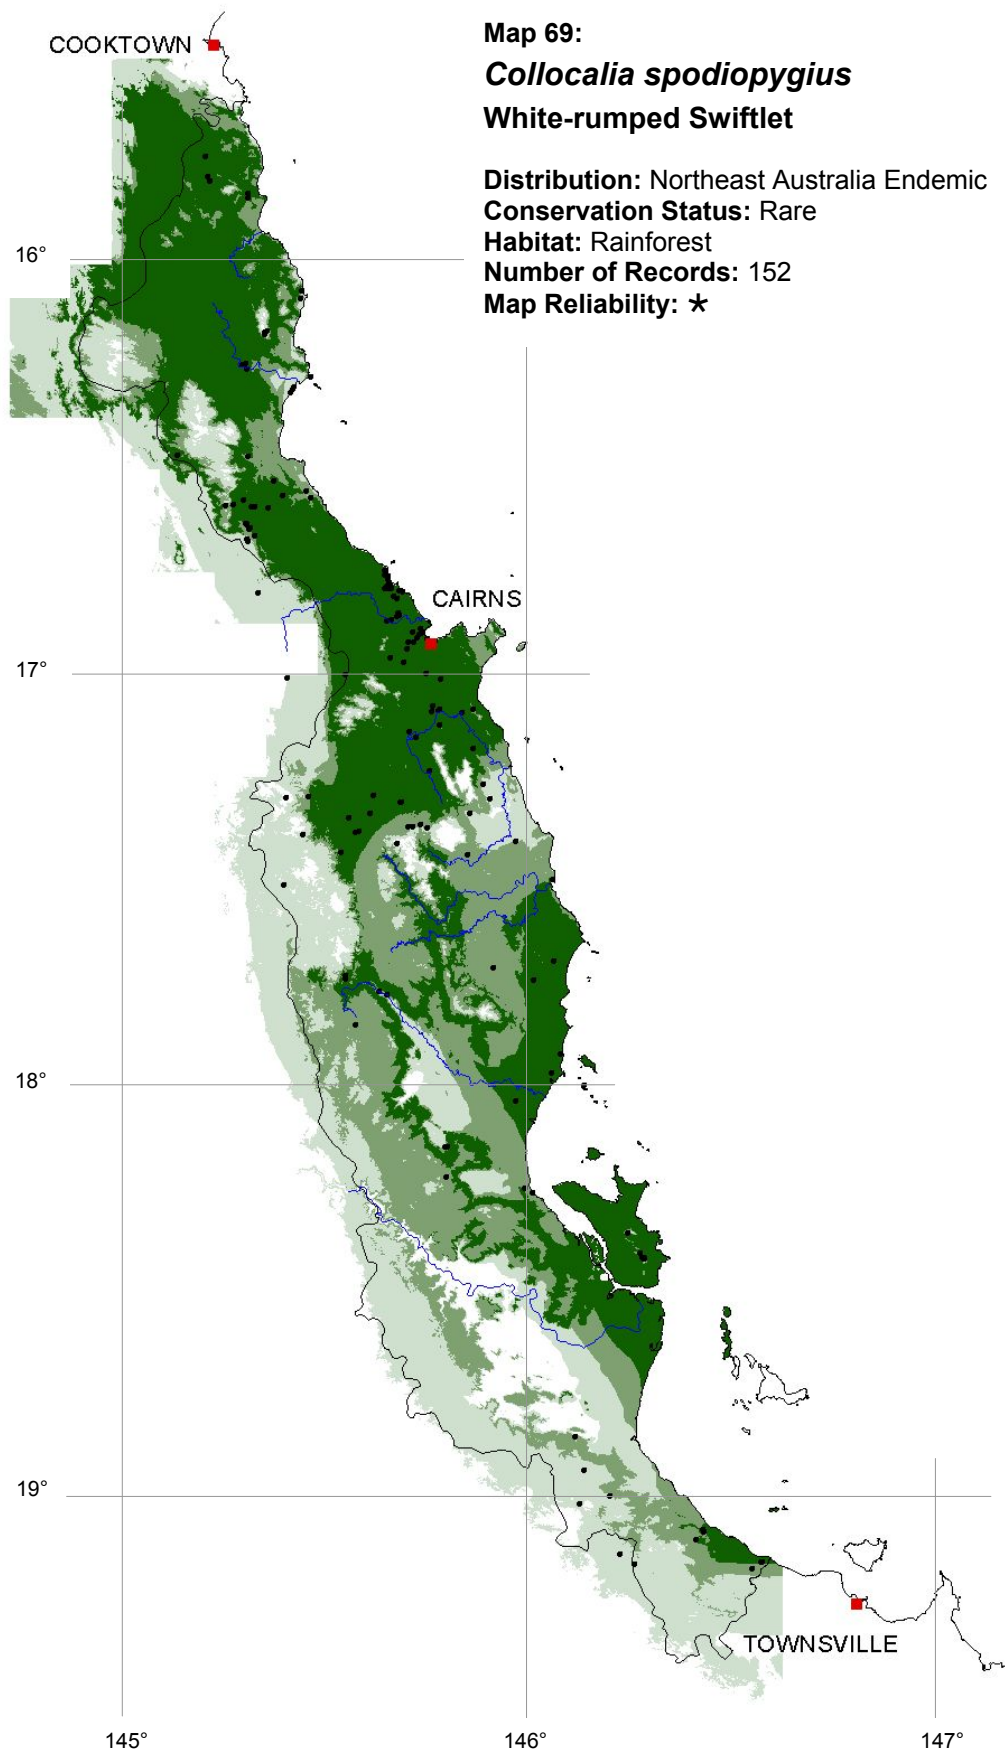 Map 69:
Collocalia spodiopygius
White-rumped Swiftlet
Distribution: Northeast Australia Endemic
Conservation Status: Rare
Habitat: Rainforest
Number of Records: 152
Map Reliability: *
COOKTOWN
16°
CAIRNS
17°
18°
19°
TOWNSVILLE
145°
146°
147°